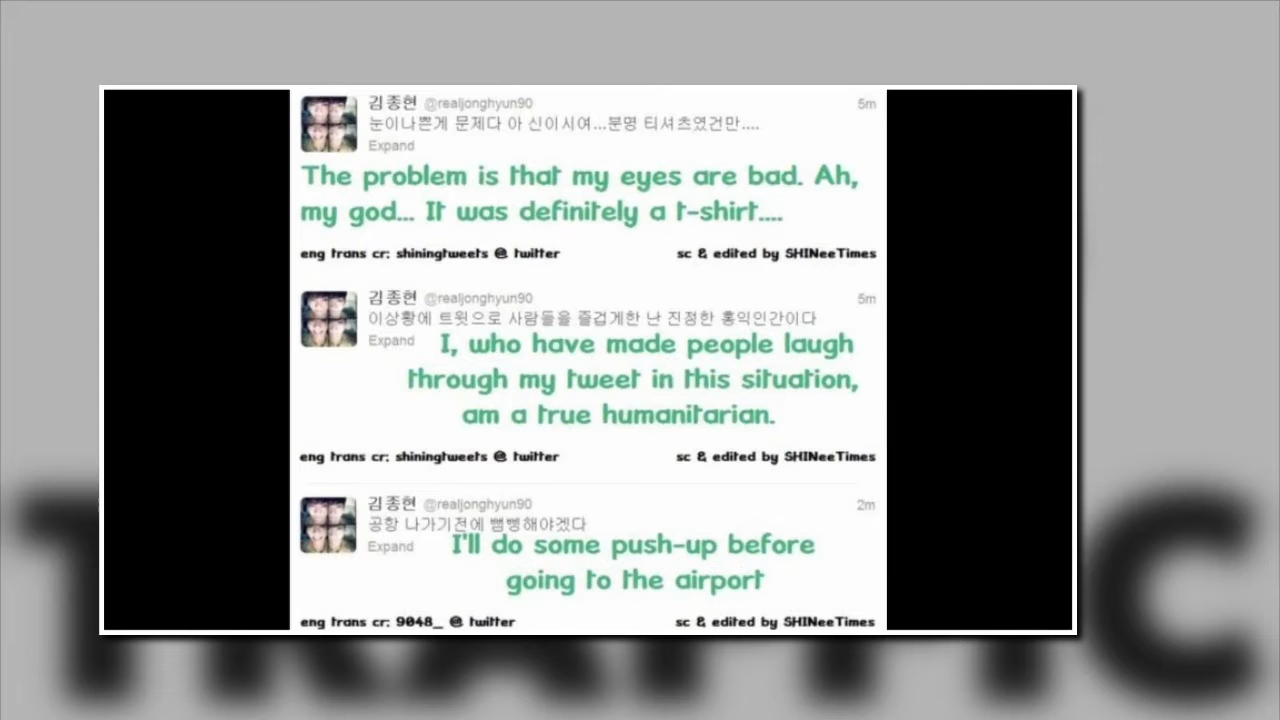 김종현 @realjonghyun90 5m
눈이나쁜게 문제다 아 신이시여...분명 티셔츠였건만....
Expand
The problem is that my eyes are bad. Ah,
my god... It was definitely a t-shirt....
eng trans cr: shiningtweets @ twitter sc & edited by SHINeeTimes
김종현 @realjonghyun90 5m
이상황에 트윗으로 사람들을 즐겁게한 난 진정한 홍익인간이다
Expand
I, who have made people laugh
through my tweet in this situation,
am a true humanitarian.
eng trans cr: shiningtweets @ twitter sc & edited by SHINeeTimes
김종현 @realjonghyun90 2m
공항 나가기전에 뺌삥해야겟다
Expand
I'll do some push-up before
going to the airport
eng trans cr: 9048_ @ twitter sc & edited by SHINeeTimes
TRAFFIC